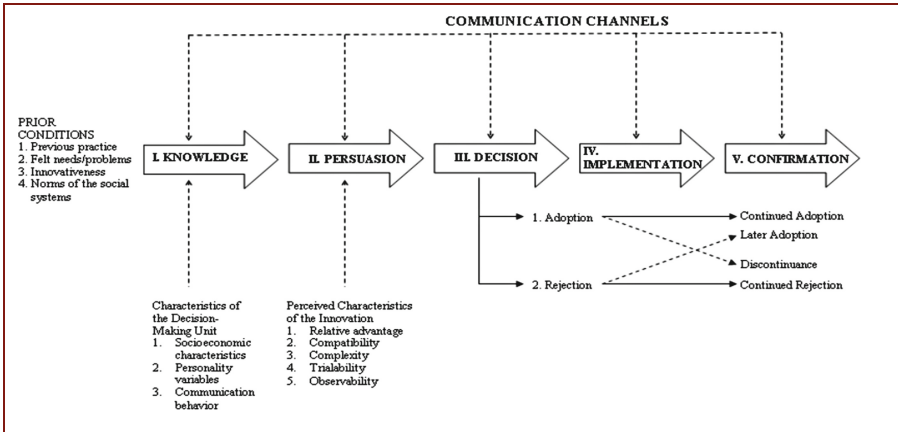 COMMUNICATION CHANNELS
PRIOR
CONDITIONS
1. Previous practice
2. Felt needs/problems
3. Innovativeness
4. Norms of the social
systems
I. KNOWLEDGE
II. PERSUASION
III. DECISION
IV.
IMPLEMENTATION
V. CONFIRMATION
1. Adoption
2. Rejection
Continued Adoption
Later Adoption
Discontinuance
Continued Rejection
Characteristics of
the Decision-
Making Unit
1. Socioeconomic
characteristics
2. Personality
variables
3. Communication
behavior
Perceived Characteristics
of the Innovation
1. Relative advantage
2. Compatibility
3. Complexity
4. Trialability
5. Observability